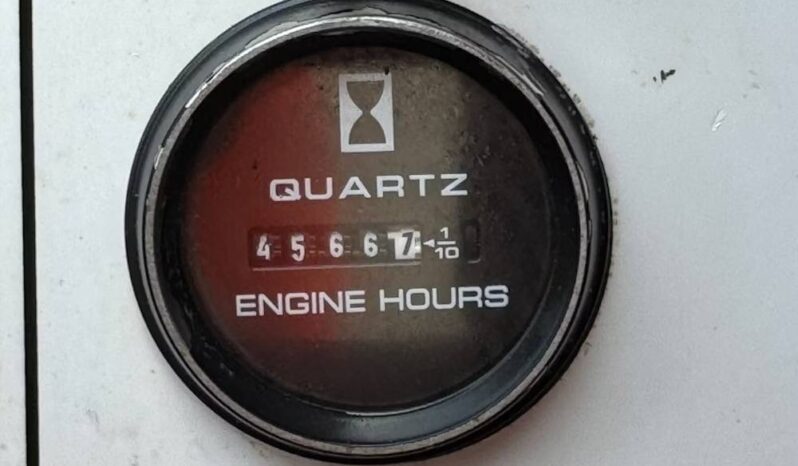 QUARTZ
45667 1/10
ENGINE HOURS